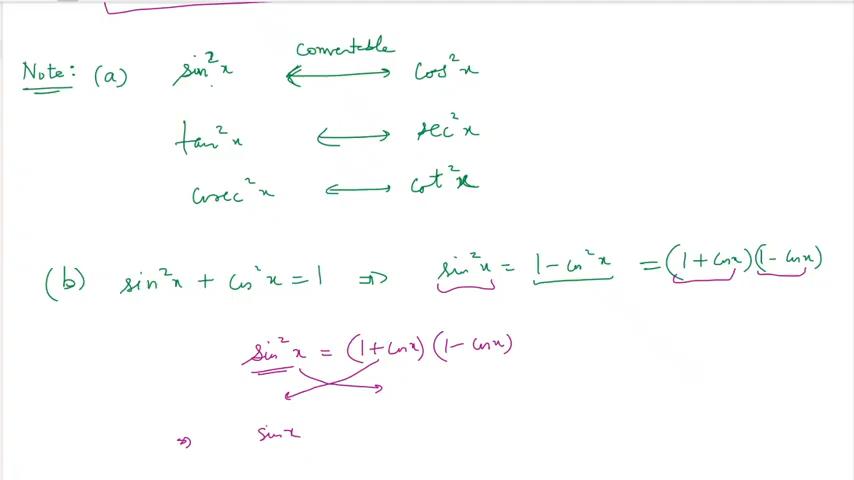 Note: (a) sin²x ⟷ convertable cos²x
tan²x ⟷ sec²x
cosec²x ⟷ cot²x
(b) sin²x + cos²x = 1 ⇒ sin²x = 1 - cos²x = (1 + cosx)(1 - cosx)
sin²x = (1 + cosx)(1 - cosx)
⇒ sinx